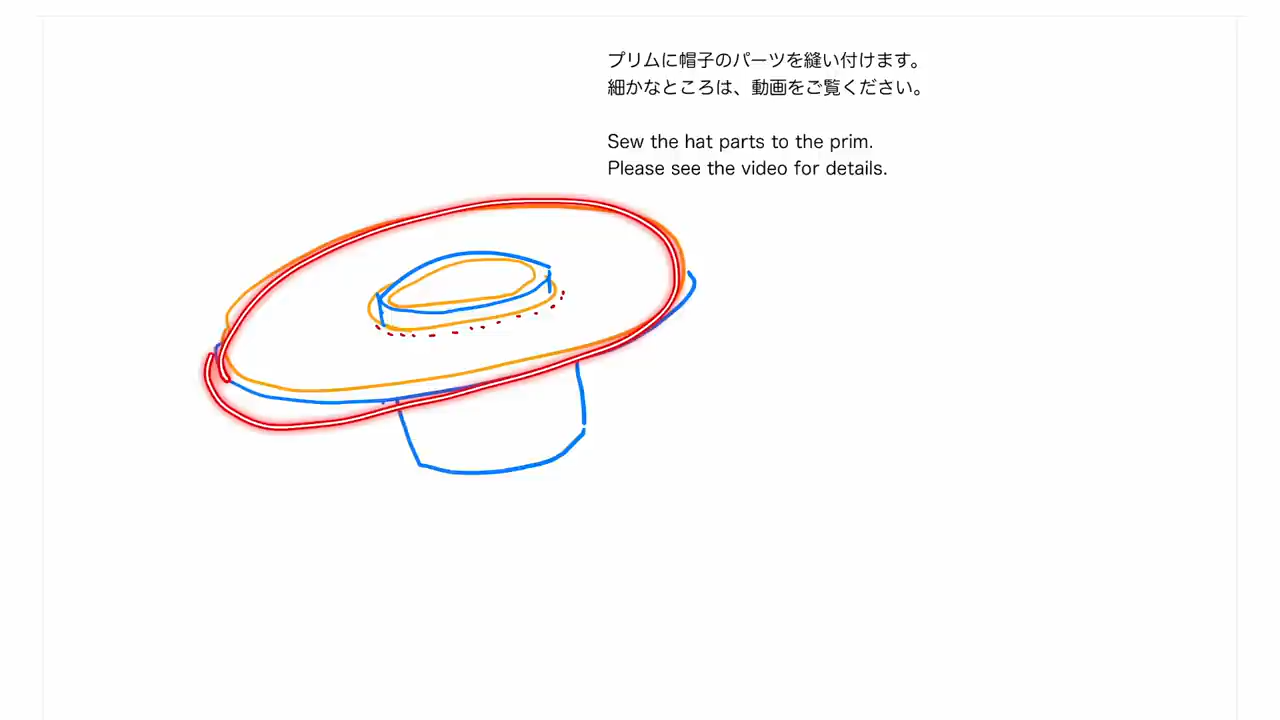 プリムに帽子のパーツを縫い付けます。
細かなところは、動画をご覧ください。
Sew the hat parts to the prim.
Please see the video for details.